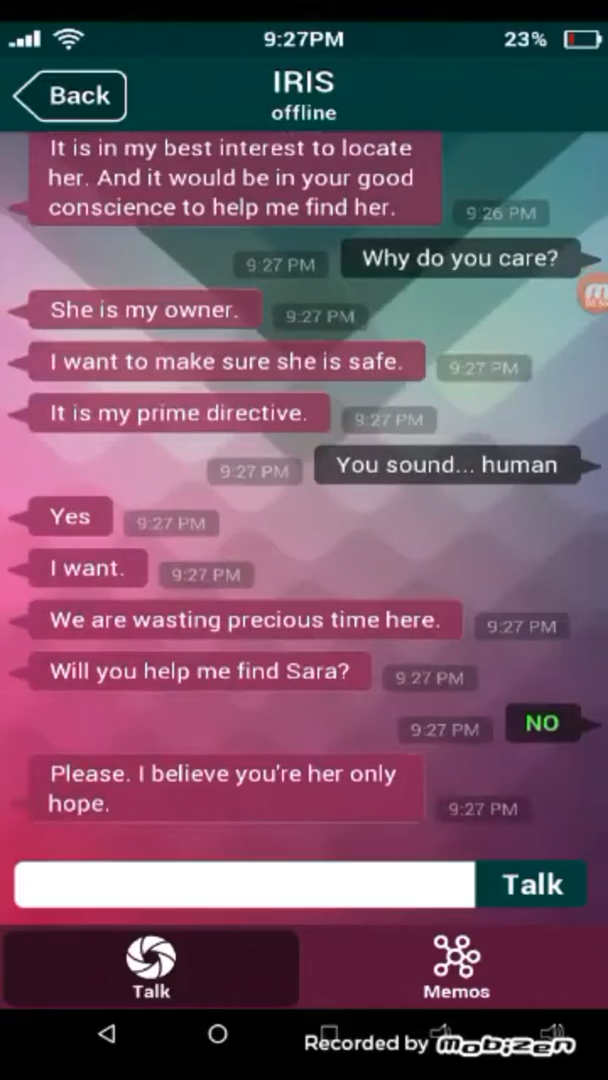 9:27PM
23%
Back
IRIS
offline
It is in my best interest to locate
her. And it would be in your good
conscience to help me find her.
9:26 PM
9:27 PM
Why do you care?
She is my owner.
9:27 PM
I want to make sure she is safe.
9:27 PM
It is my prime directive.
9:27 PM
9:27 PM
You sound... human
Yes
9:27 PM
I want.
9:27 PM
We are wasting precious time here.
9:27 PM
Will you help me find Sara?
9:27 PM
9:27 PM
NO
Please. I believe you're her only
hope.
9:27 PM
Talk
Talk
Memos
Recorded by mobizen